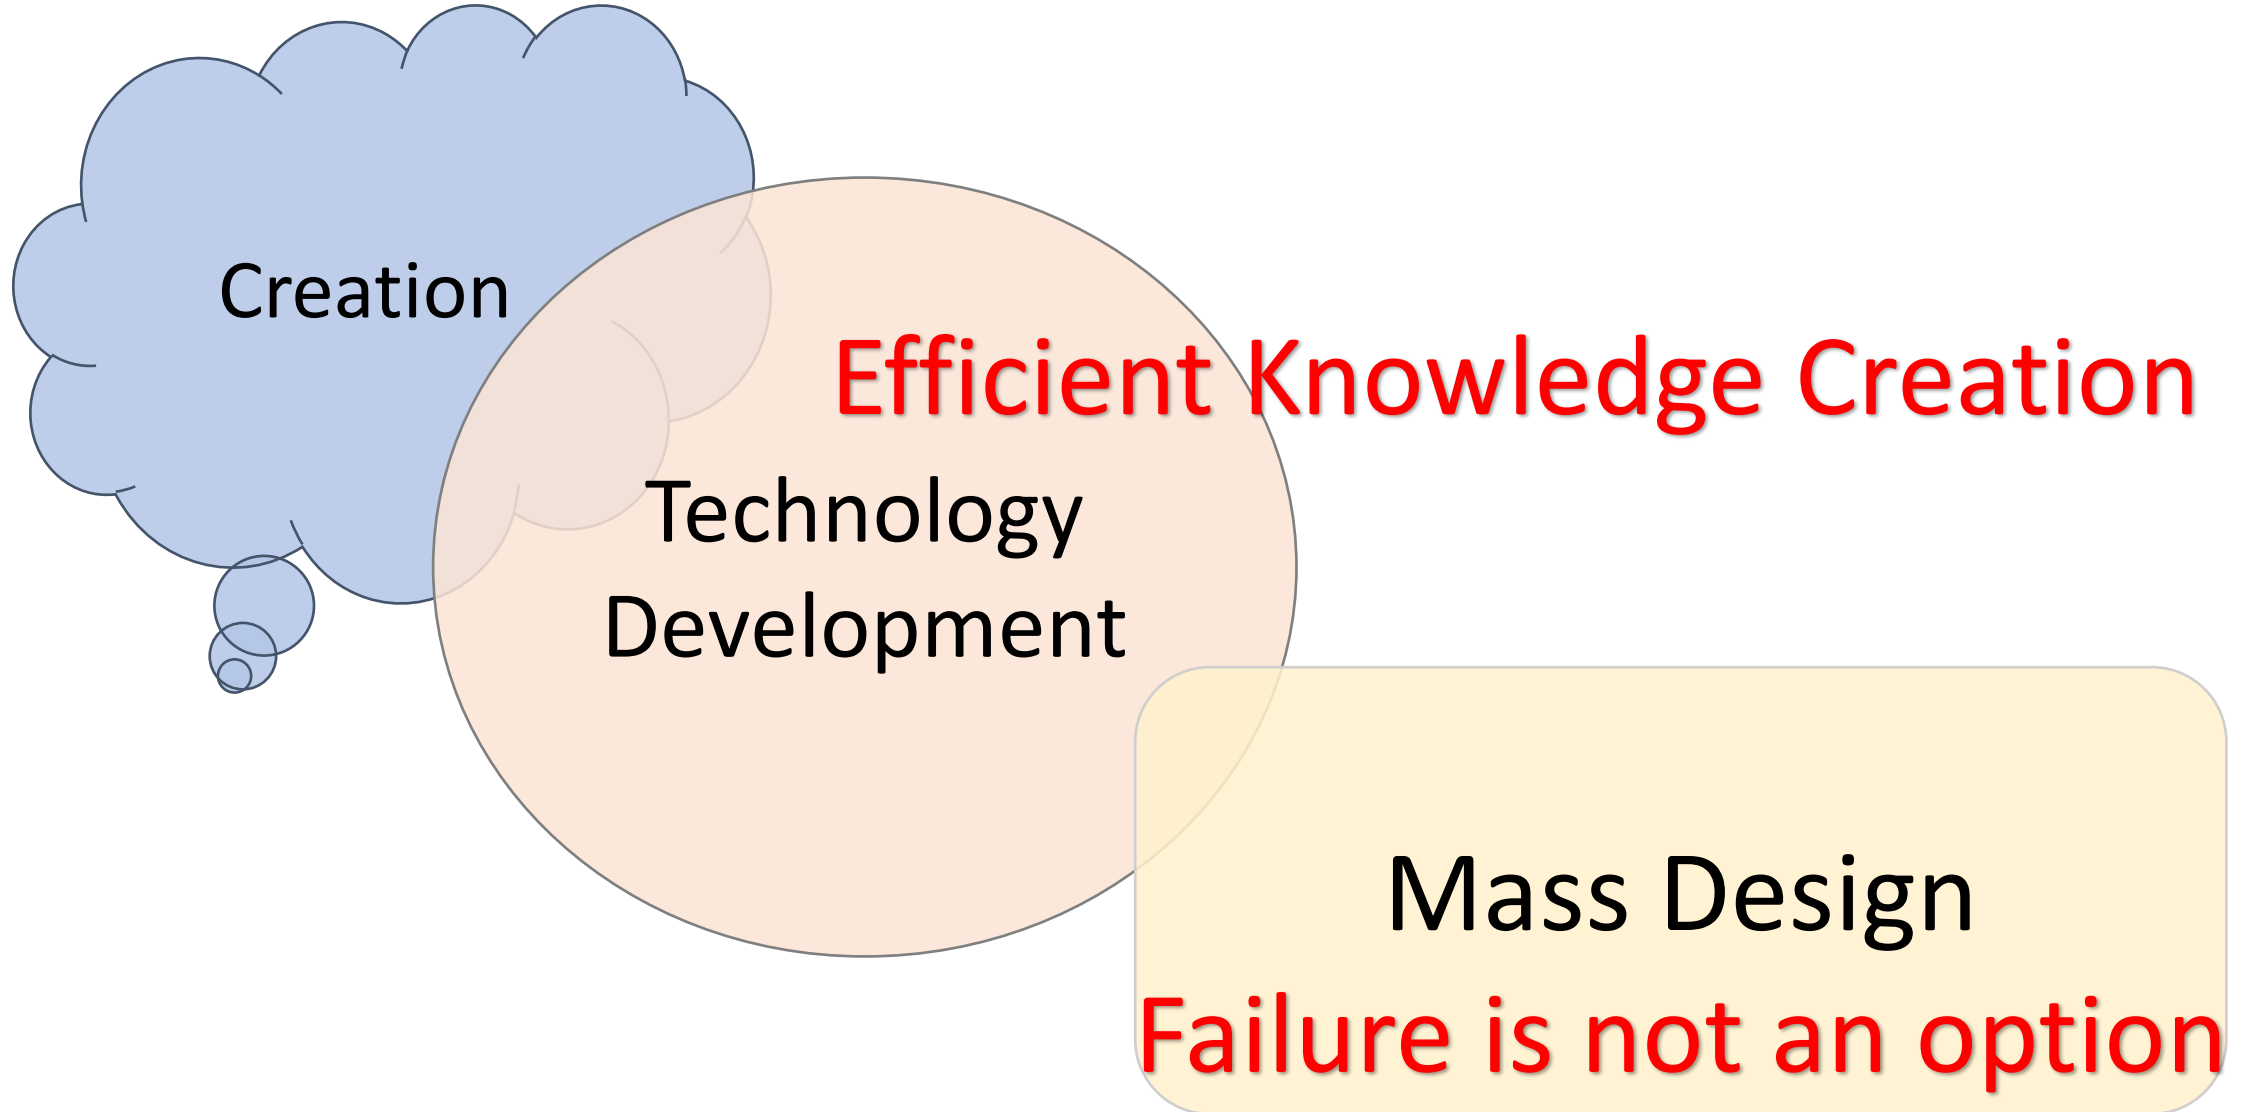 Creation
Efficient Knowledge Creation
Technology
Development
Mass Design
Failure is not an option